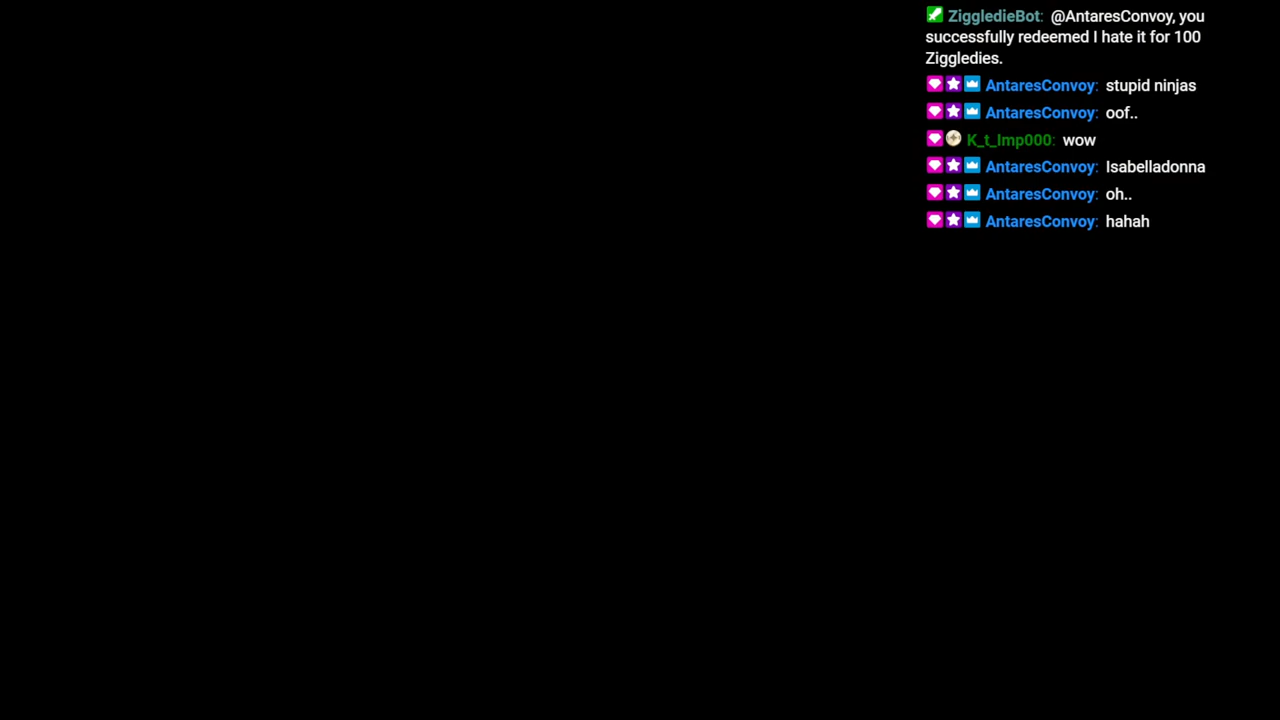 ZiggledieBot: @AntaresConvoy, you
successfully redeemed I hate it for 100
Ziggledies.
AntaresConvoy: stupid ninjas
AntaresConvoy: oof..
K_t_Imp000: wow
AntaresConvoy: Isabelladonna
AntaresConvoy: oh..
AntaresConvoy: hahah